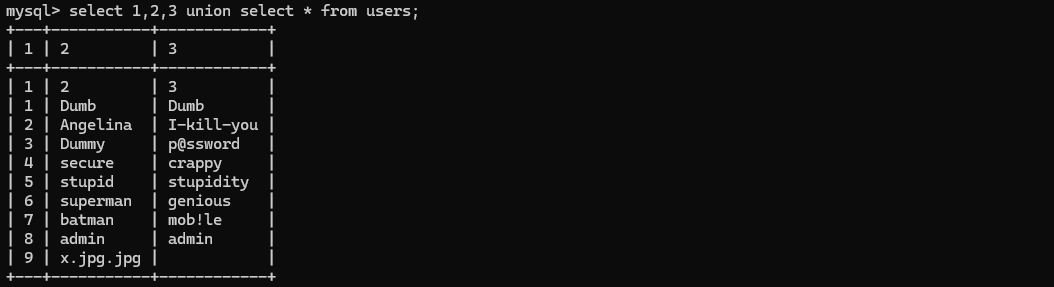 mysql> select 1,2,3 union select * from users;
+---+-----------+------------+
| 1 | 2         | 3          |
+---+-----------+------------+
| 1 | 2         | 3          |
| 1 | Dumb      | Dumb       |
| 2 | Angelina  | I-kill-you |
| 3 | Dummy     | p@ssword   |
| 4 | secure    | crappy     |
| 5 | stupid    | stupidity  |
| 6 | superman  | genious    |
| 7 | batman    | mob!le     |
| 8 | admin     | admin      |
| 9 | x.jpg.jpg |            |
+---+-----------+------------+